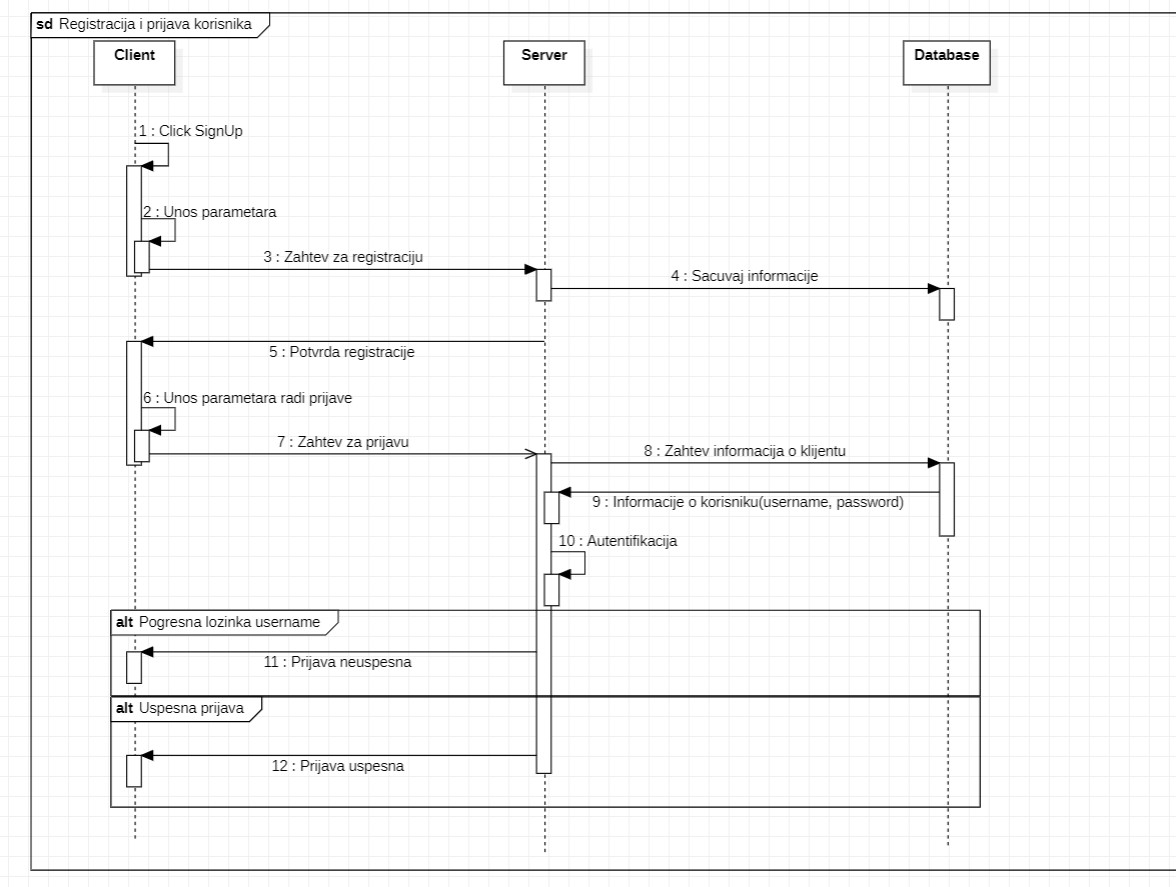 sd Registracija i prijava korisnika
Client
Server
Database
1 : Click SignUp
2 : Unos parametara
3 : Zahtev za registraciju
4 : Sacuvaj informacije
5 : Potvrda registracije
6 : Unos parametara radi prijave
7 : Zahtev za prijavu
8 : Zahtev informacija o klijentu
9 : Informacije o korisniku(username, password)
10 : Autentifikacija
alt Pogresna lozinka username
11 : Prijava neuspesna
alt Uspesna prijava
12 : Prijava uspesna